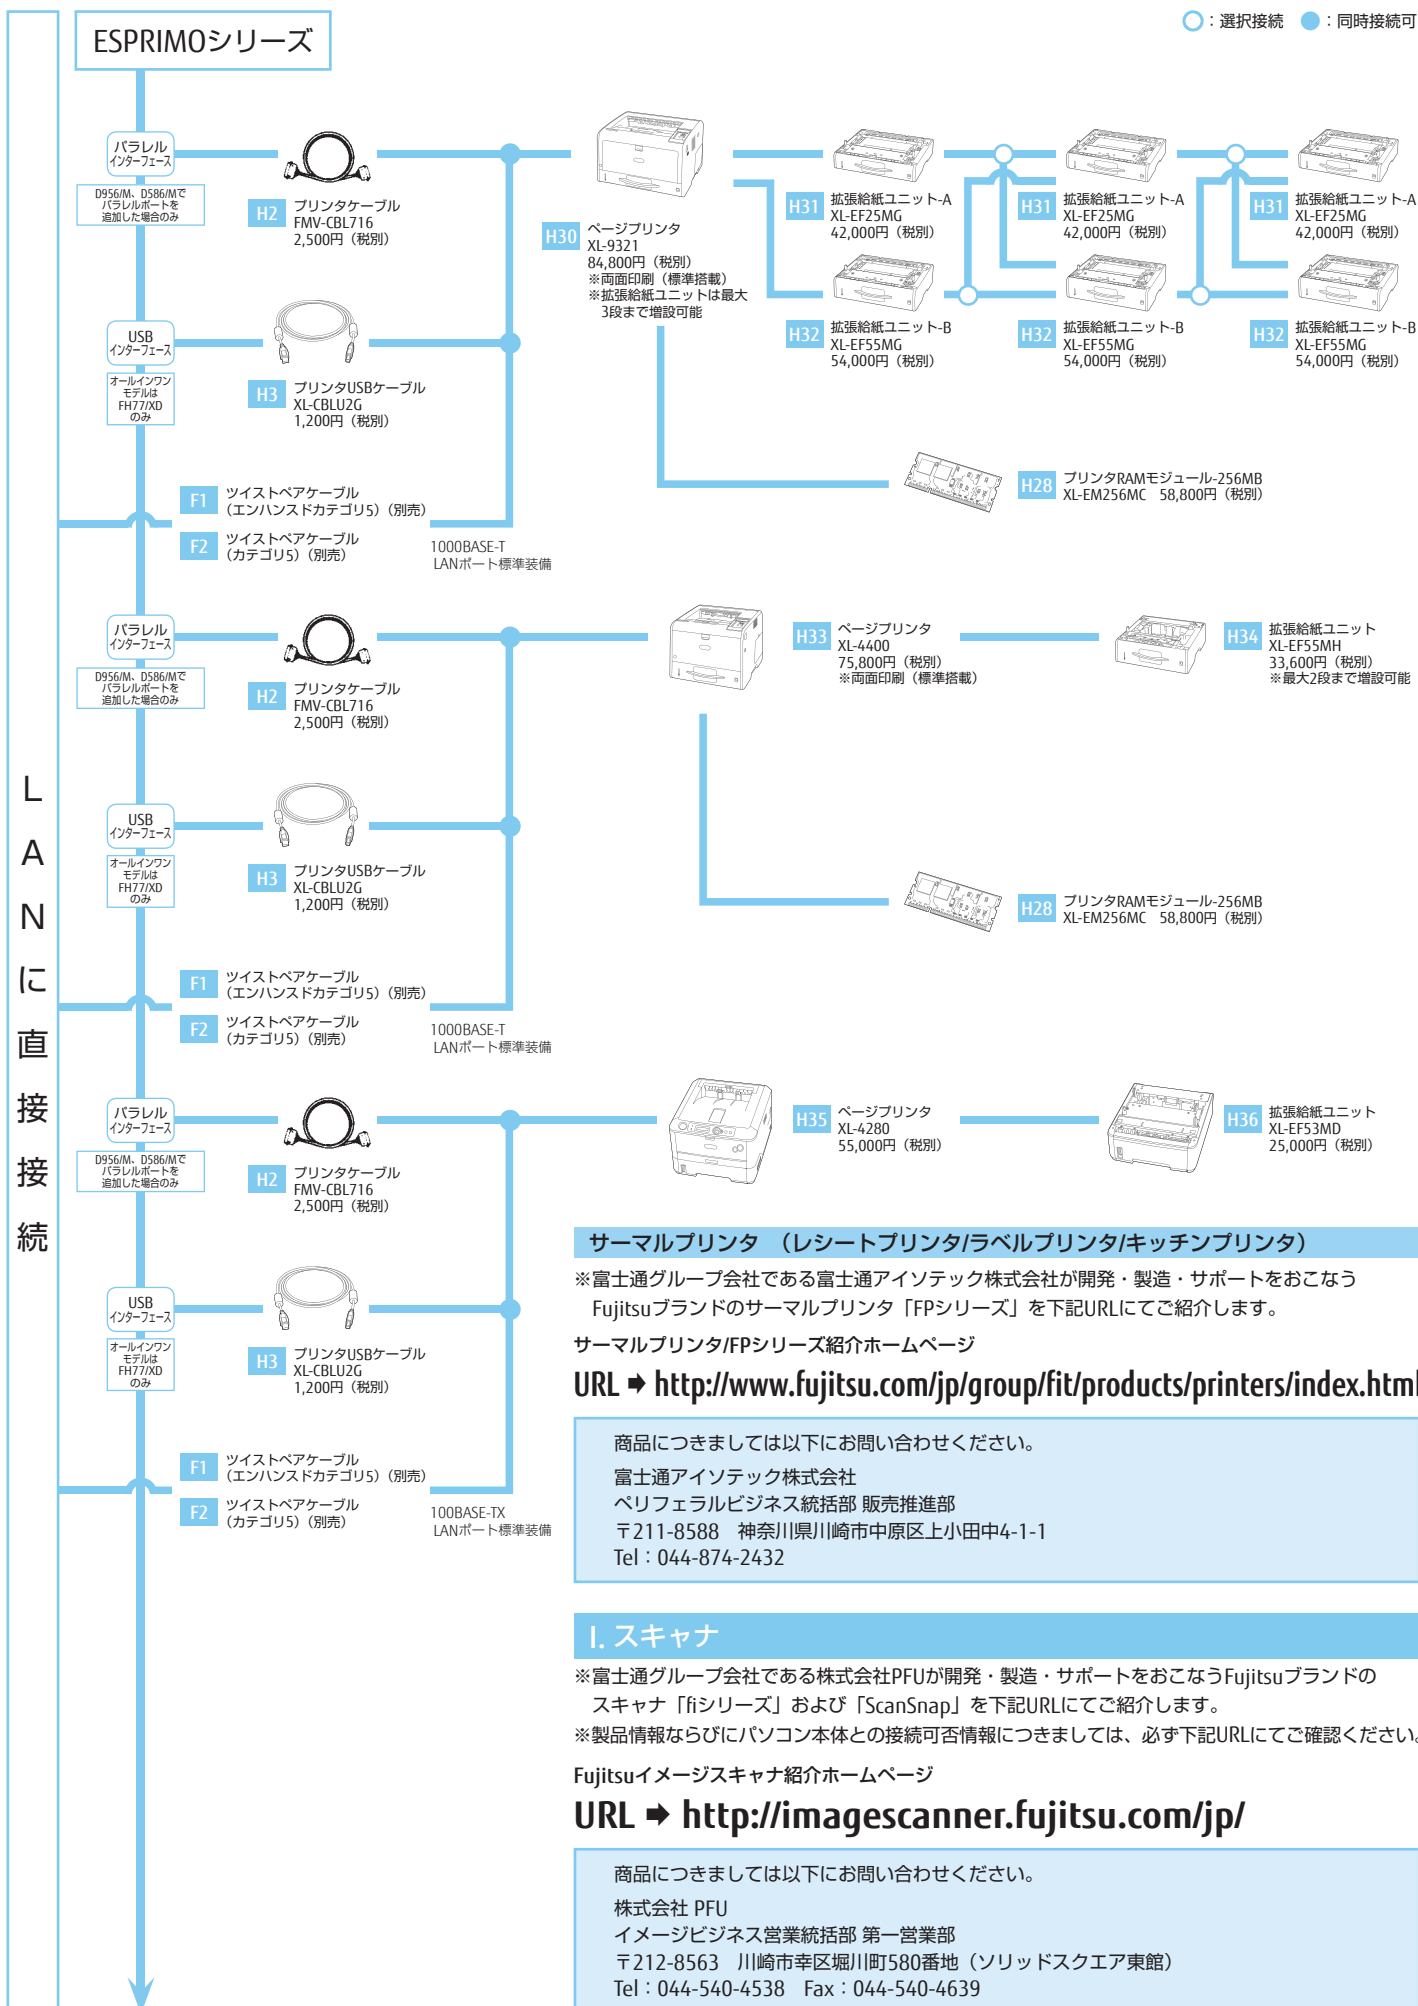 ○：選択接続　●：同時接続可
ESPRIMOシリーズ
LANに直接接続
パラレル
インターフェース
D956/M、D586/Mで
パラレルポートを
追加した場合のみ
H2
プリンタケーブル
FMV-CBL716
2,500円（税別）
USB
インターフェース
オールインワン
モデルは
FH77/XD
のみ
H3
プリンタUSBケーブル
XL-CBLU2G
1,200円（税別）
F1
ツイストペアケーブル
（エンハンスドカテゴリ5）（別売）
F2
ツイストペアケーブル
（カテゴリ5）（別売）
1000BASE-T
LANポート標準装備
H30
ページプリンタ
XL-9321
84,800円（税別）
※両面印刷（標準搭載）
※拡張給紙ユニットは最大
3段まで増設可能
H31
拡張給紙ユニット-A
XL-EF25MG
42,000円（税別）
H31
拡張給紙ユニット-A
XL-EF25MG
42,000円（税別）
H31
拡張給紙ユニット-A
XL-EF25MG
42,000円（税別）
H32
拡張給紙ユニット-B
XL-EF55MG
54,000円（税別）
H32
拡張給紙ユニット-B
XL-EF55MG
54,000円（税別）
H32
拡張給紙ユニット-B
XL-EF55MG
54,000円（税別）
H28
プリンタRAMモジュール-256MB
XL-EM256MC　58,800円（税別）
パラレル
インターフェース
D956/M、D586/Mで
パラレルポートを
追加した場合のみ
H2
プリンタケーブル
FMV-CBL716
2,500円（税別）
USB
インターフェース
オールインワン
モデルは
FH77/XD
のみ
H3
プリンタUSBケーブル
XL-CBLU2G
1,200円（税別）
F1
ツイストペアケーブル
（エンハンスドカテゴリ5）（別売）
F2
ツイストペアケーブル
（カテゴリ5）（別売）
1000BASE-T
LANポート標準装備
H33
ページプリンタ
XL-4400
75,800円（税別）
※両面印刷（標準搭載）
H34
拡張給紙ユニット
XL-EF55MH
33,600円（税別）
※最大2段まで増設可能
H28
プリンタRAMモジュール-256MB
XL-EM256MC　58,800円（税別）
パラレル
インターフェース
D956/M、D586/Mで
パラレルポートを
追加した場合のみ
H2
プリンタケーブル
FMV-CBL716
2,500円（税別）
USB
インターフェース
オールインワン
モデルは
FH77/XD
のみ
H3
プリンタUSBケーブル
XL-CBLU2G
1,200円（税別）
F1
ツイストペアケーブル
（エンハンスドカテゴリ5）（別売）
F2
ツイストペアケーブル
（カテゴリ5）（別売）
100BASE-TX
LANポート標準装備
H35
ページプリンタ
XL-4280
55,000円（税別）
H36
拡張給紙ユニット
XL-EF53MD
25,000円（税別）
サーマルプリンタ　（レシートプリンタ/ラベルプリンタ/キッチンプリンタ）
※富士通グループ会社である富士通アイソテック株式会社が開発・製造・サポートをおこなう
Fujitsuブランドのサーマルプリンタ「FPシリーズ」を下記URLにてご紹介します。
サーマルプリンタ/FPシリーズ紹介ホームページ
URL ➡ http://www.fujitsu.com/jp/group/fit/products/printers/index.html
商品につきましては以下にお問い合わせください。
富士通アイソテック株式会社
ペリフェラルビジネス統括部 販売推進部
〒211-8588　神奈川県川崎市中原区上小田中4-1-1
Tel：044-874-2432
I. スキャナ
※富士通グループ会社である株式会社PFUが開発・製造・サポートをおこなうFujitsuブランドの
スキャナ「fiシリーズ」および「ScanSnap」を下記URLにてご紹介します。
※製品情報ならびにパソコン本体との接続可否情報につきましては、必ず下記URLにてご確認ください。
Fujitsuイメージスキャナ紹介ホームページ
URL ➡ http://imagescanner.fujitsu.com/jp/
商品につきましては以下にお問い合わせください。
株式会社 PFU
イメージビジネス営業統括部 第一営業部
〒212-8563　川崎市幸区堀川町580番地（ソリッドスクエア東館）
Tel：044-540-4538　Fax：044-540-4639